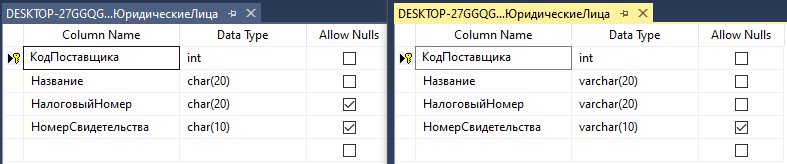 DESKTOP-27GGQG...ЮридическиеЛица
Column Name Data Type Allow Nulls
КодПоставщика int
Название char(20)
НалоговыйНомер char(20)
НомерСвидетельства char(10)
DESKTOP-27GGQG...ЮридическиеЛица
Column Name Data Type Allow Nulls
КодПоставщика int
Название varchar(20)
НалоговыйНомер varchar(20)
НомерСвидетельства varchar(10)